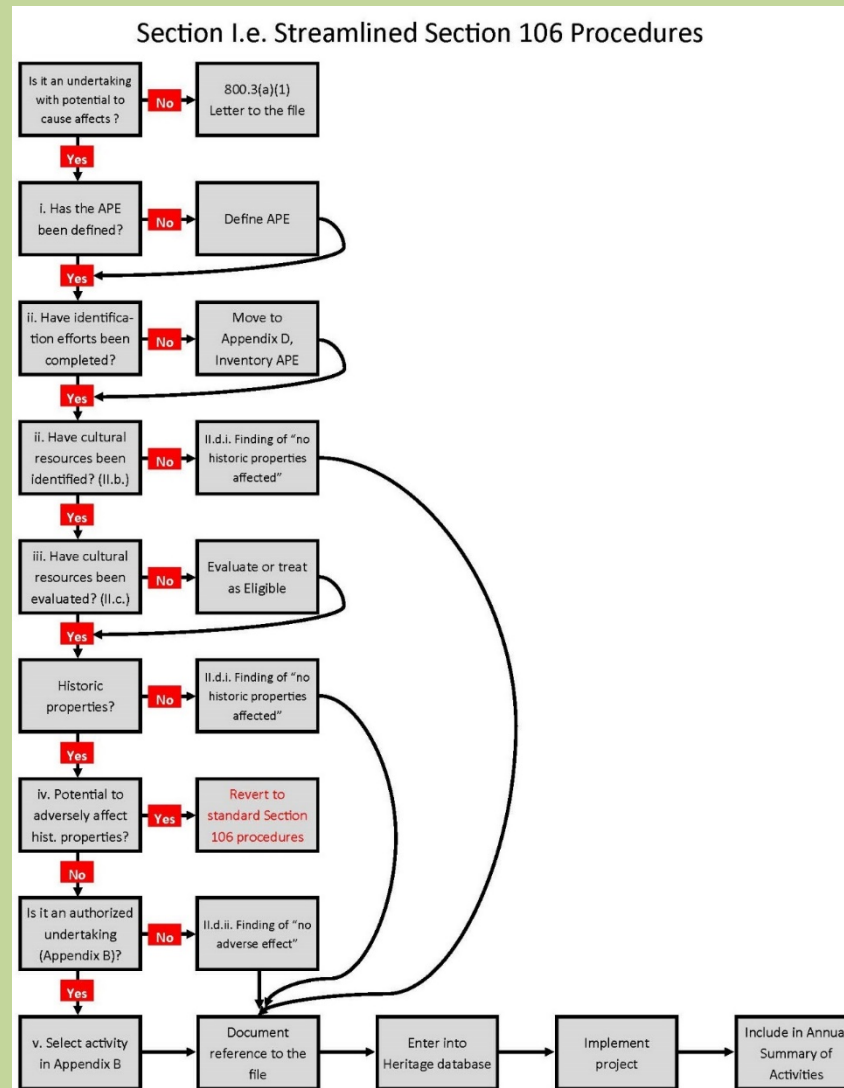 Section I.e. Streamlined Section 106 Procedures
Is it an undertaking
with potential to
cause affects ?
No
800.3(a)(1)
Letter to the file
Yes
i. Has the APE
been defined?
No
Define APE
Yes
ii. Have identifica-
tion efforts been
completed?
No
Move to
Appendix D,
Inventory APE
Yes
ii. Have cultural
resources been
identified? (II.b.)
No
II.d.i. Finding of “no
historic properties
affected”
Yes
iii. Have cultural
resources been
evaluated? (II.c.)
No
Evaluate or treat
as Eligible
Yes
Historic
properties?
No
II.d.i. Finding of “no
historic properties
affected”
Yes
iv. Potential to
adversely affect
hist. properties?
Yes
Revert to
standard Section
106 procedures
No
Is it an authorized
undertaking
(Appendix B)?
No
II.d.ii. Finding of “no
adverse effect”
Yes
v. Select activity
in Appendix B
Document
reference to the
file
Enter into
Heritage database
Implement
project
Include in Annual
Summary of
Activities